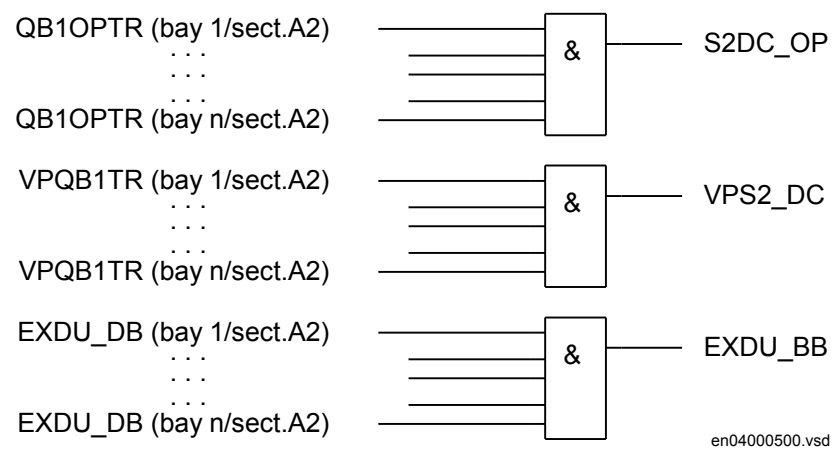 QB1OPTR (bay 1/sect.A2)
. . .
. . .
. . .
QB1OPTR (bay n/sect.A2)
&
S2DC_OP
VPQB1TR (bay 1/sect.A2)
. . .
. . .
. . .
VPQB1TR (bay n/sect.A2)
&
VPS2_DC
EXDU_DB (bay 1/sect.A2)
. . .
. . .
. . .
EXDU_DB (bay n/sect.A2)
&
EXDU_BB
en04000500.vsd